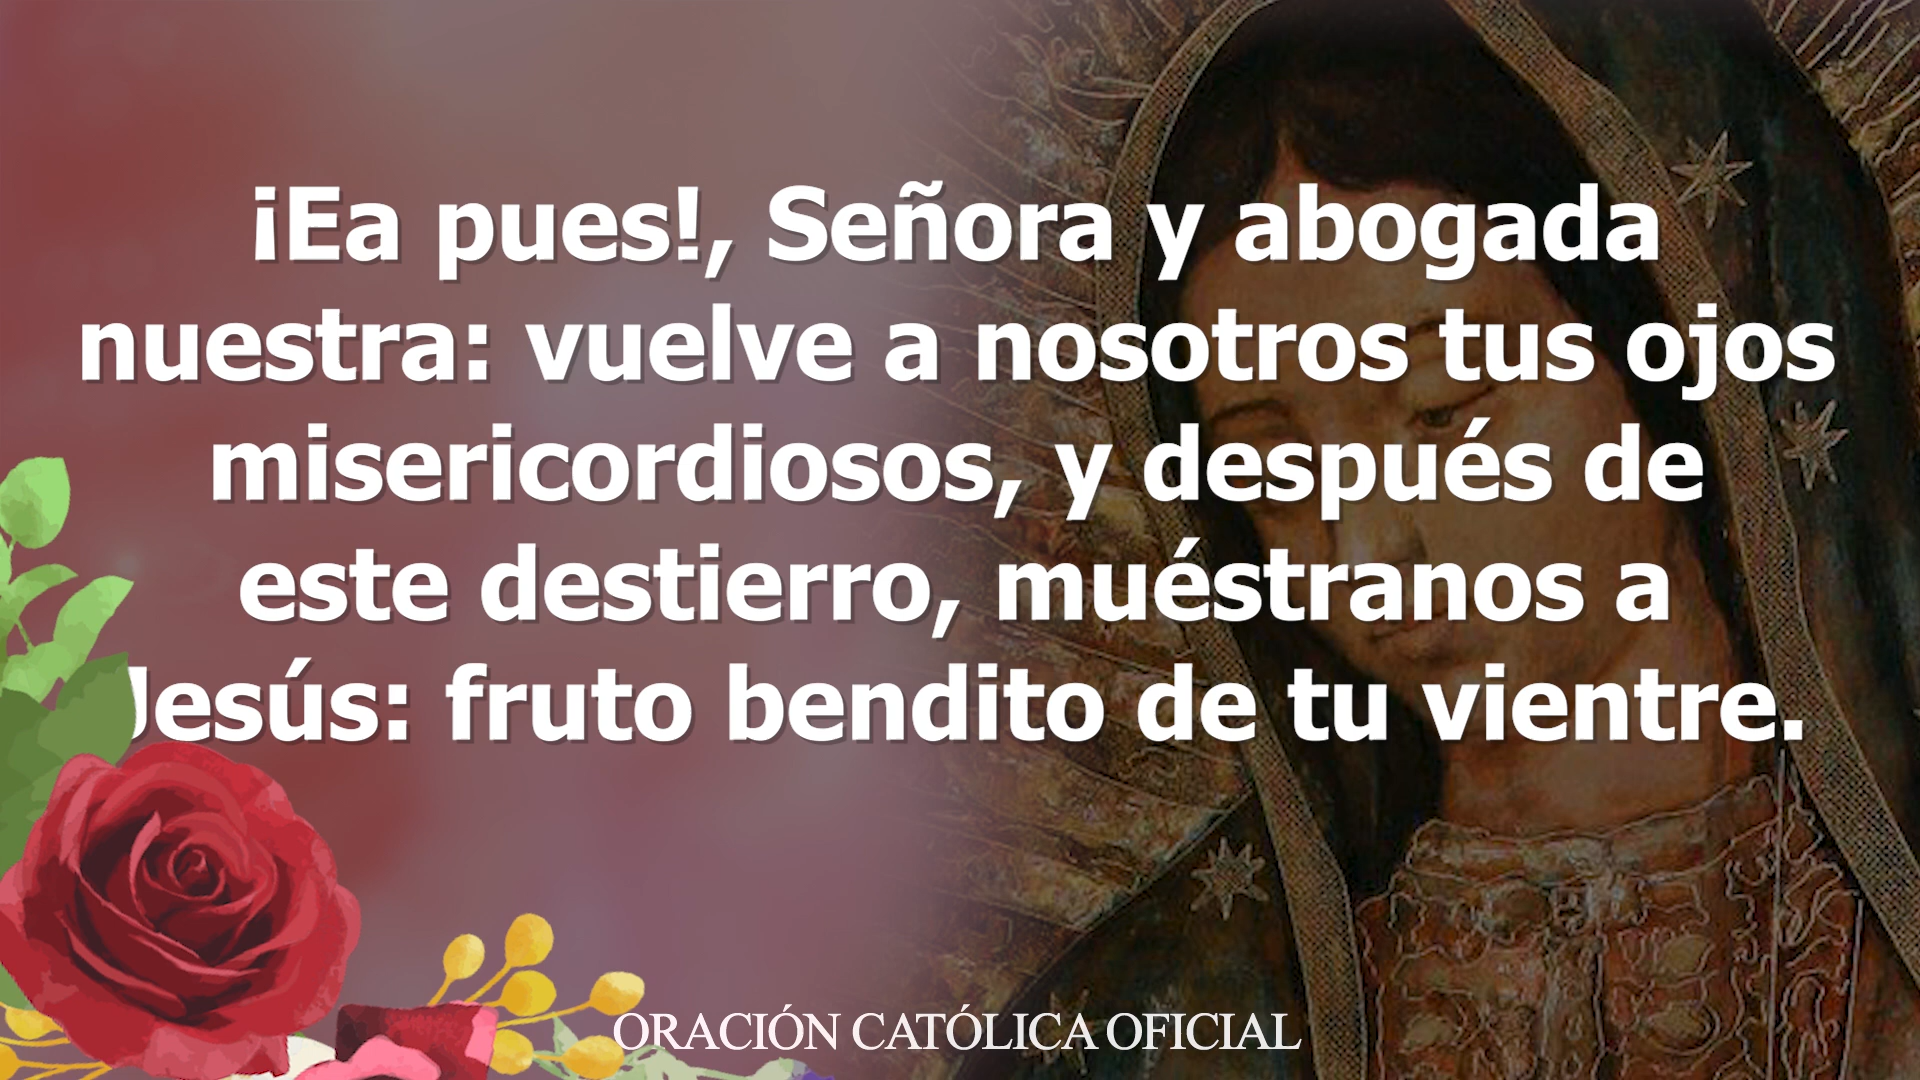 ¡Ea pues!, Señora y abogada
nuestra: vuelve a nosotros tus ojos
misericordiosos, y después de
este destierro, muéstranos a
Jesús: fruto bendito de tu vientre.
ORACIÓN CATÓLICA OFICIAL